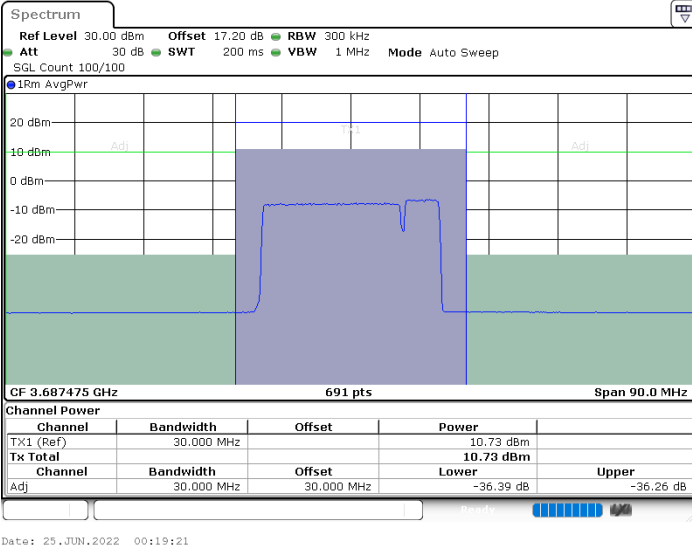 Spectrum
Ref Level 30.00 dBm Offset 17.20 dB RBW 300 kHz
Att 30 dB SWT 200 ms VBW 1 MHz Mode Auto Sweep
SGL Count 100/100
1Rm AvgPwr
20 dBm
TX1
Adj Adj
10 dBm
0 dBm
-10 dBm
-20 dBm
CF 3.687475 GHz 691 pts Span 90.0 MHz
Channel Power
Channel Bandwidth Offset Power
TX1 (Ref) 30.000 MHz 10.73 dBm
Tx Total 10.73 dBm
Channel Bandwidth Offset Lower Upper
Adj 30.000 MHz 30.000 MHz -36.39 dB -36.26 dB
Ready
Date: 25.JUN.2022 00:19:21